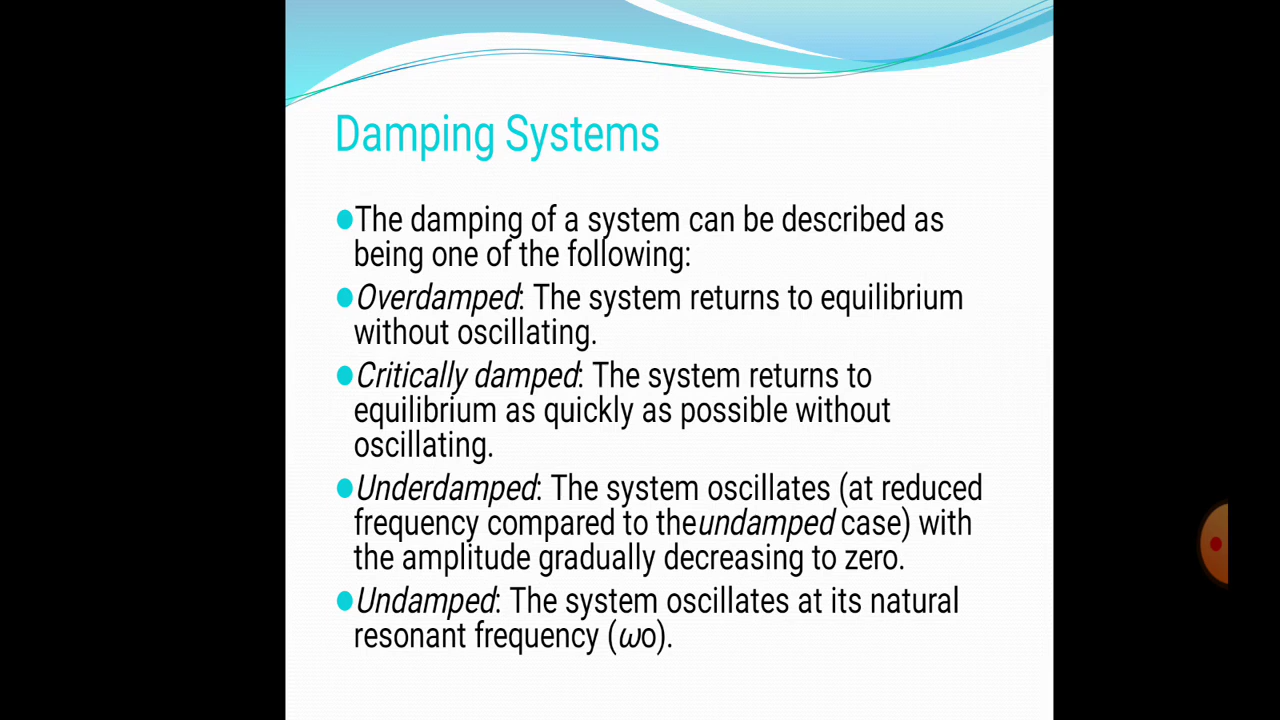 Damping Systems
●The damping of a system can be described as
being one of the following:
●Overdamped: The system returns to equilibrium
without oscillating.
●Critically damped: The system returns to
equilibrium as quickly as possible without
oscillating.
●Underdamped: The system oscillates (at reduced
frequency compared to theundamped case) with
the amplitude gradually decreasing to zero.
●Undamped: The system oscillates at its natural
resonant frequency (ωo).